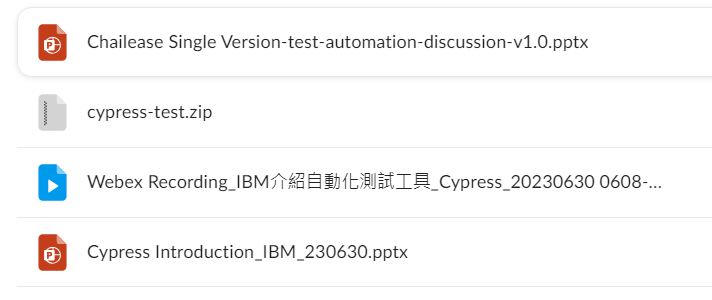 Chailease Single Version-test-automation-discussion-v1.0.pptx
cypress-test.zip
Webex Recording_IBM介紹自動化測試工具_Cypress_20230630 0608-...
Cypress Introduction_IBM_230630.pptx